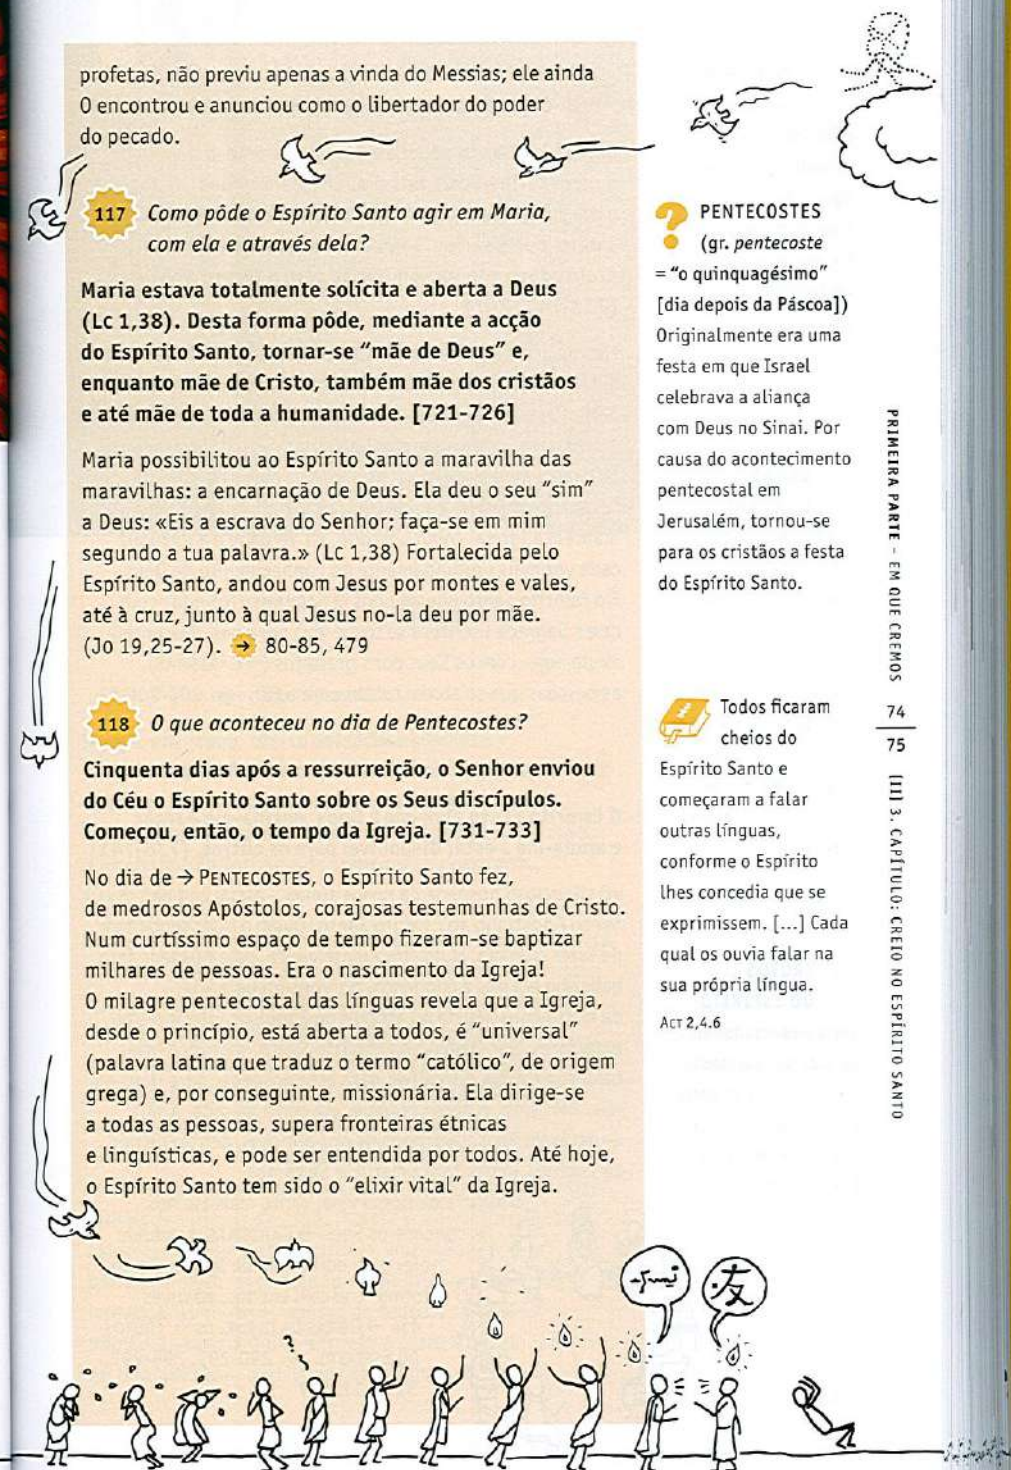 profetas, não previu apenas a vinda do Messias; ele ainda
O encontrou e anunciou como o libertador do poder
do pecado.
117 Como pôde o Espírito Santo agir em Maria,
com ela e através dela?
Maria estava totalmente solícita e aberta a Deus
(Lc 1,38). Desta forma pôde, mediante a acção
do Espírito Santo, tornar-se “mãe de Deus” e,
enquanto mãe de Cristo, também mãe dos cristãos
e até mãe de toda a humanidade. [721-726]
Maria possibilitou ao Espírito Santo a maravilha das
maravilhas: a encarnação de Deus. Ela deu o seu “sim”
a Deus: «Eis a escrava do Senhor; faça-se em mim
segundo a tua palavra.» (Lc 1,38) Fortalecida pelo
Espírito Santo, andou com Jesus por montes e vales,
até à cruz, junto à qual Jesus no-la deu por mãe.
(Jo 19,25-27). → 80-85, 479
118 O que aconteceu no dia de Pentecostes?
Cinquenta dias após a ressurreição, o Senhor enviou
do Céu o Espírito Santo sobre os Seus discípulos.
Começou, então, o tempo da Igreja. [731-733]
No dia de → PENTECOSTES, o Espírito Santo fez,
de medrosos Apóstolos, corajosas testemunhas de Cristo.
Num curtíssimo espaço de tempo fizeram-se baptizar
milhares de pessoas. Era o nascimento da Igreja!
O milagre pentecostal das línguas revela que a Igreja,
desde o princípio, está aberta a todos, é “universal”
(palavra latina que traduz o termo “católico”, de origem
grega) e, por conseguinte, missionária. Ela dirige-se
a todas as pessoas, supera fronteiras étnicas
e linguísticas, e pode ser entendida por todos. Até hoje,
o Espírito Santo tem sido o “elixir vital” da Igreja.
? PENTECOSTES
(gr. pentecoste
= “o quinquagésimo”
[dia depois da Páscoa])
Originalmente era uma
festa em que Israel
celebrava a aliança
com Deus no Sinai. Por
causa do acontecimento
pentecostal em
Jerusalém, tornou-se
para os cristãos a festa
do Espírito Santo.
Todos ficaram
cheios do
Espírito Santo e
começaram a falar
outras línguas,
conforme o Espírito
lhes concedia que se
exprimissem. [...] Cada
qual os ouvia falar na
sua própria língua.
ACT 2,4.6
PRIMEIRA PARTE – EM QUE CREMOS
74
75
[II] 3. CAPÍTULO: CREIO NO ESPÍRITO SANTO
友